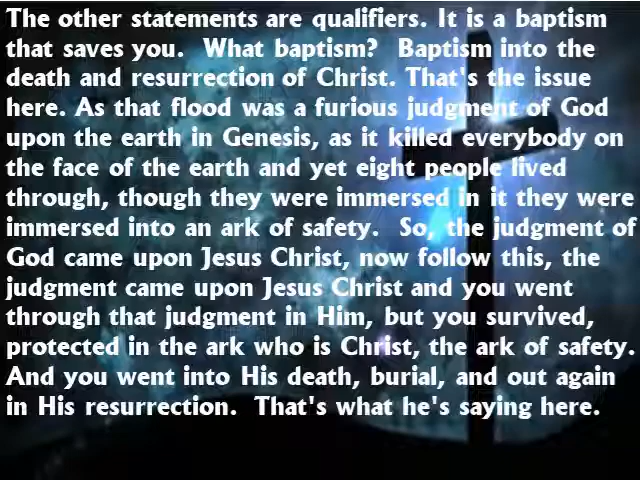 The other statements are qualifiers. It is a baptism
that saves you.  What baptism?  Baptism into the
death and resurrection of Christ. That's the issue
here. As that flood was a furious judgment of God
upon the earth in Genesis, as it killed everybody on
the face of the earth and yet eight people lived
through, though they were immersed in it they were
immersed into an ark of safety.  So, the judgment of
God came upon Jesus Christ, now follow this, the
judgment came upon Jesus Christ and you went
through that judgment in Him, but you survived,
protected in the ark who is Christ, the ark of safety.
And you went into His death, burial, and out again
in His resurrection.  That's what he's saying here.